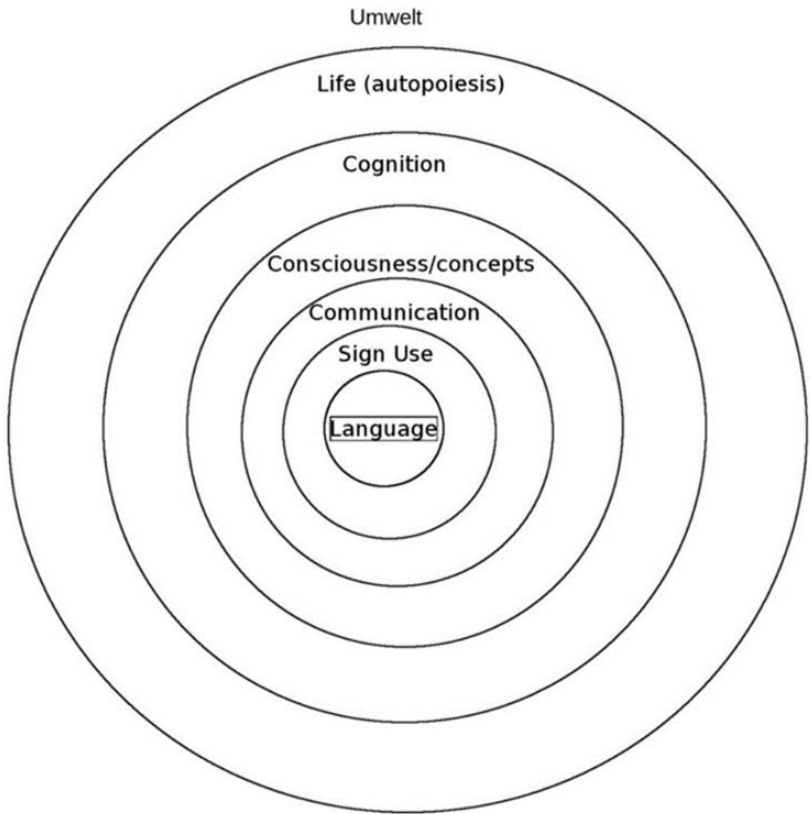 Umwelt
Life (autopoiesis)
Cognition
Consciousness/concepts
Communication
Sign Use
Language